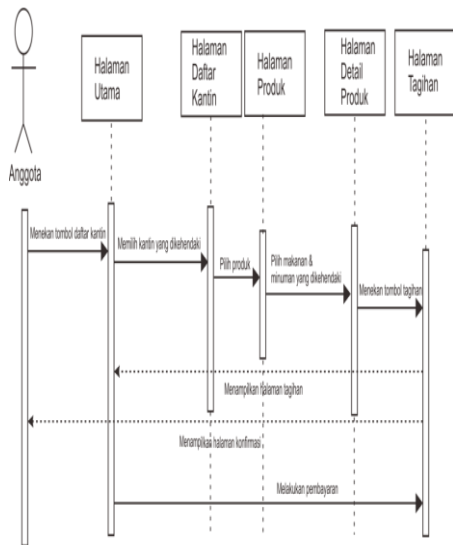 Halaman
Utama
Halaman
Daftar
Kantin
Halaman
Produk
Halaman
Detail
Produk
Halaman
Tagihan
Anggota
Menekan tombol daftar kantin
Memilih kantin yang dikehendaki
Pilih produk
Pilih makanan &
minuman yang dikehendaki
Menekan tombol tagihan
Menampilkan halaman tagihan
Menampilkan halaman konfirmasi
Melakukan pembayaran